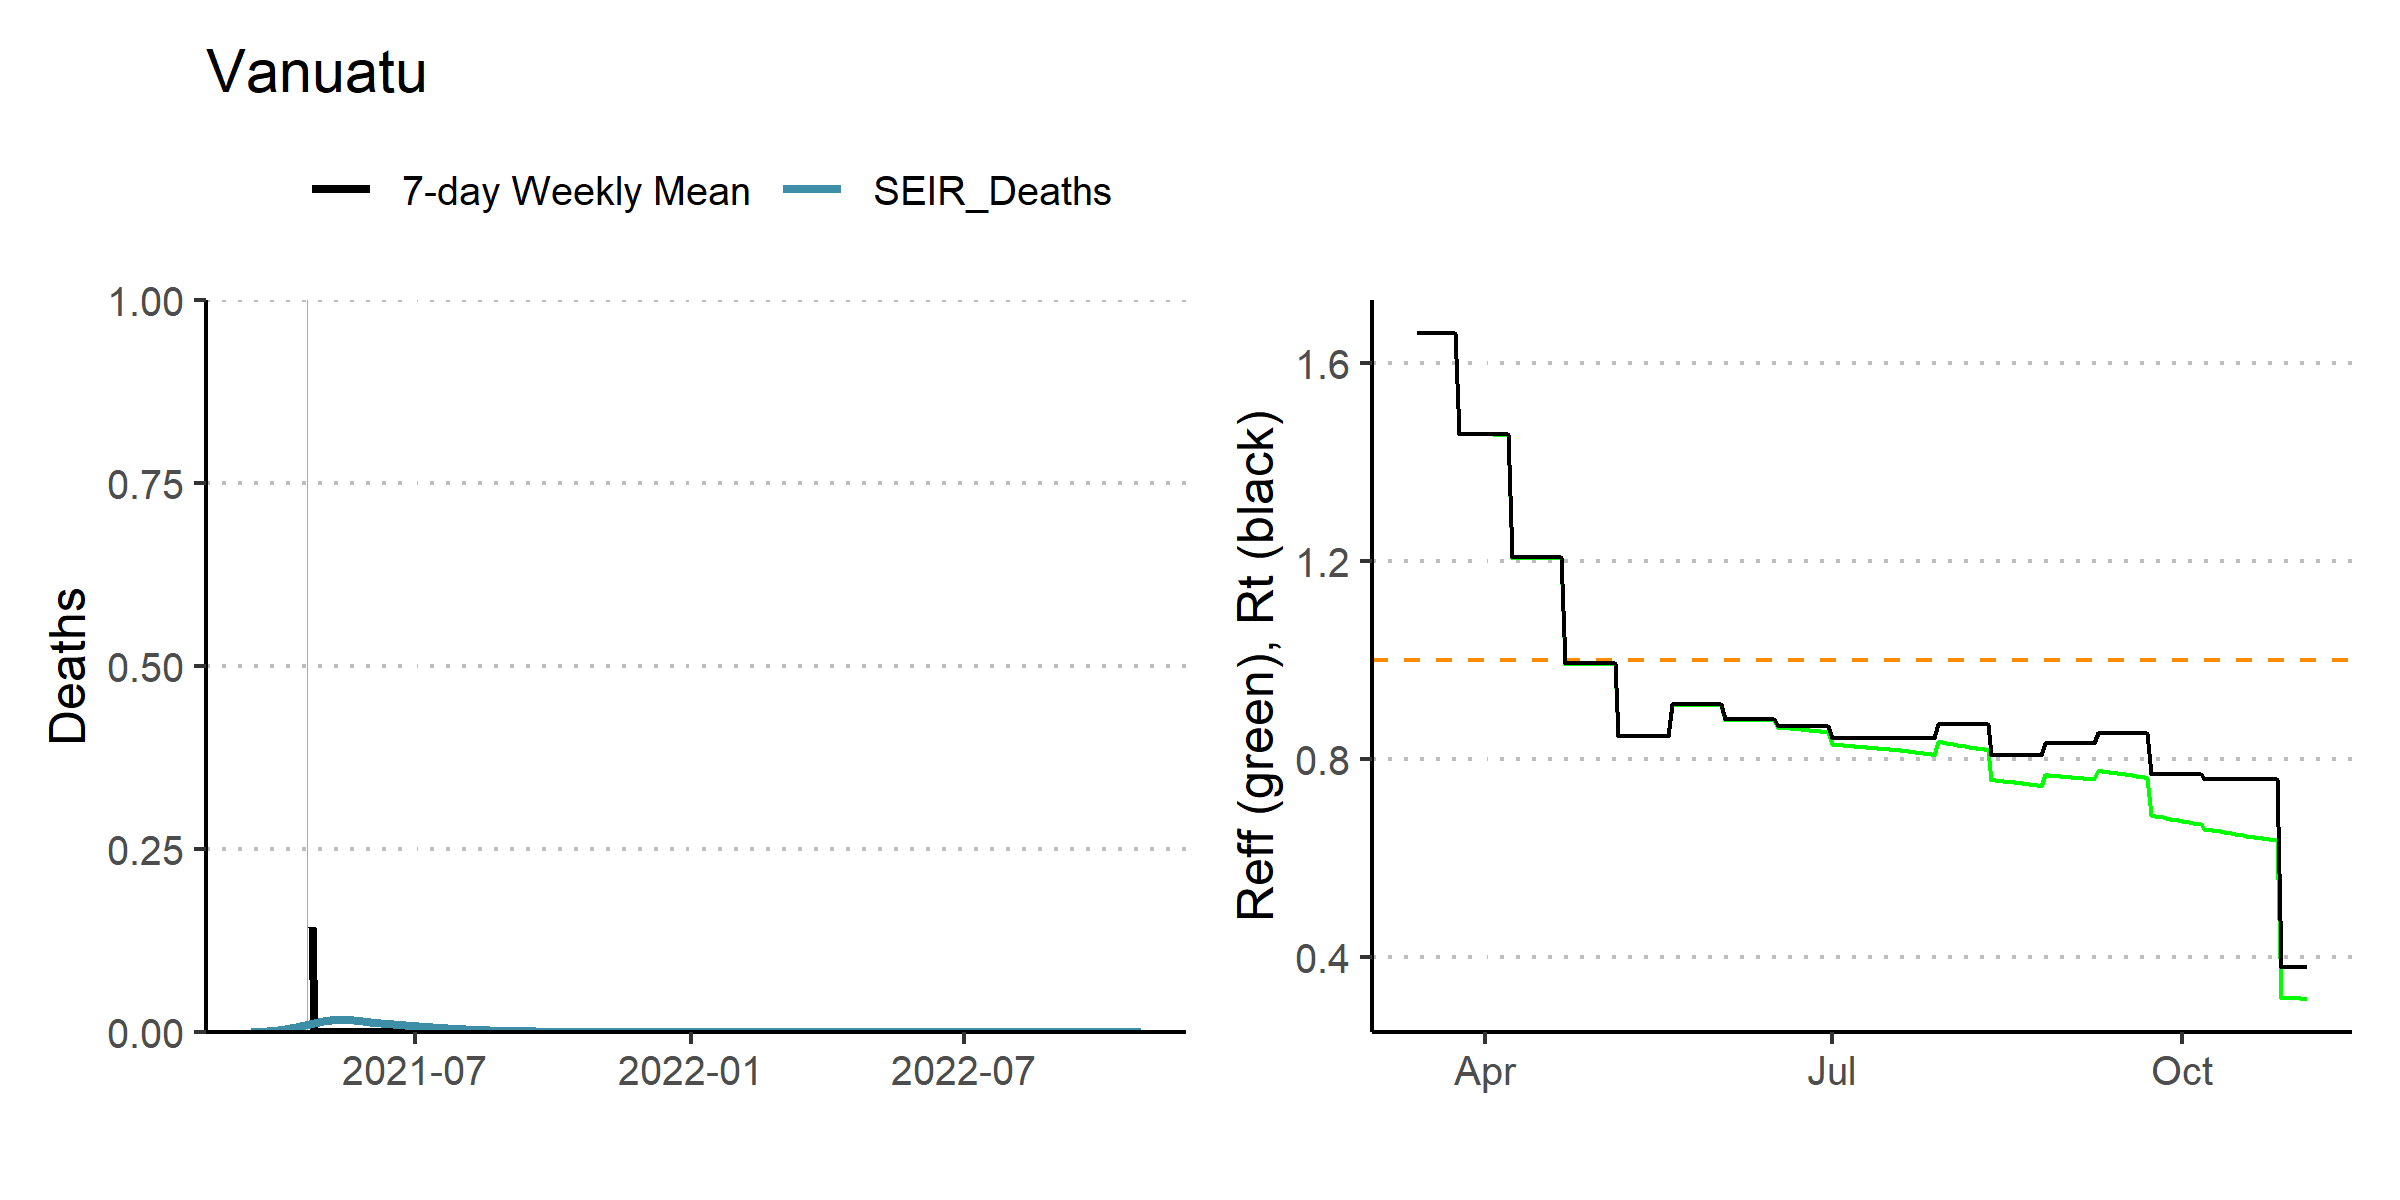 Vanuatu
7-day Weekly Mean
SEIR_Deaths
Deaths
1.00
0.75
0.50
0.25
0.00
2021-07
2022-01
2022-07
Reff (green), Rt (black)
1.6
1.2
0.8
0.4
Apr
Jul
Oct